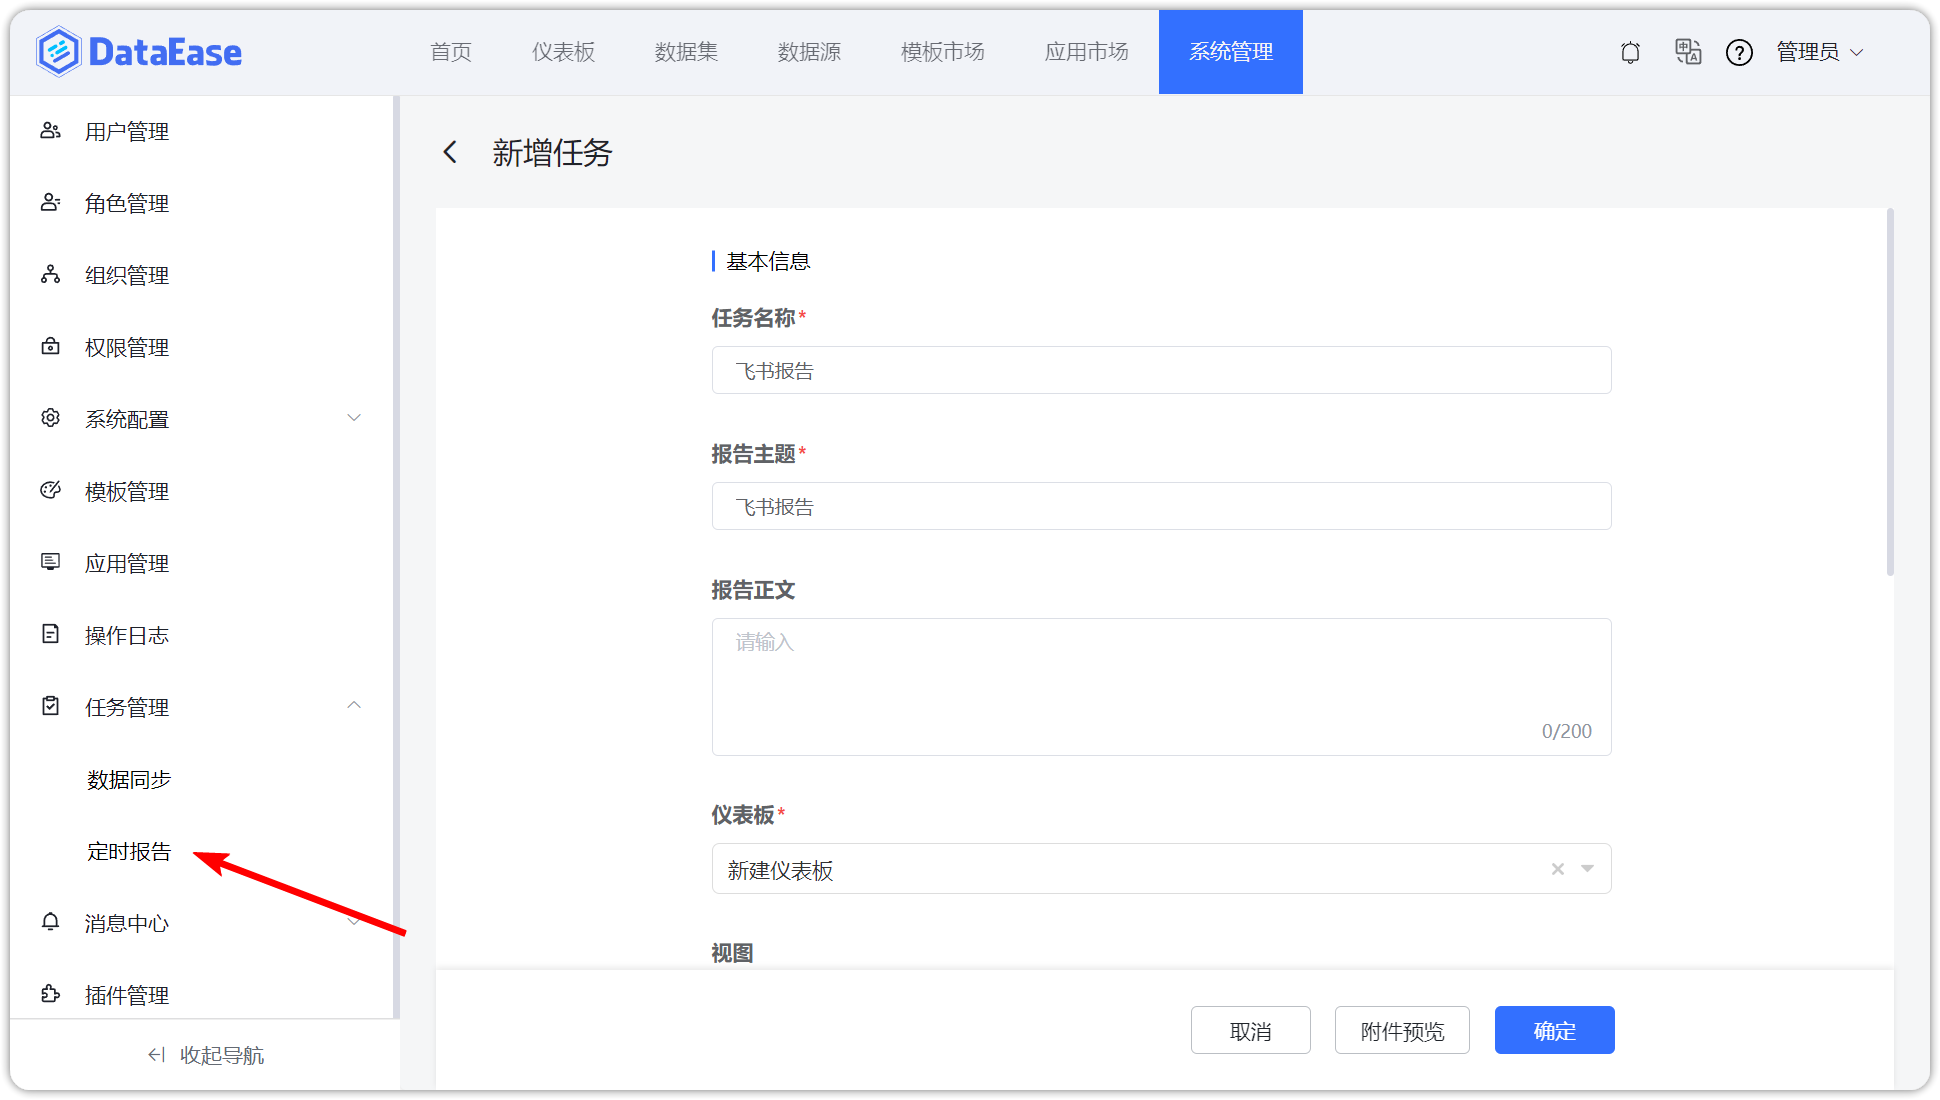 DataEase
首页 仪表板 数据集 数据源 模板市场 应用市场 系统管理
中 A ? 管理员
用户管理
角色管理
组织管理
权限管理
系统配置
模板管理
应用管理
操作日志
任务管理
数据同步
定时报告
消息中心
插件管理
收起导航
新增任务
基本信息
任务名称*
飞书报告
报告主题*
飞书报告
报告正文
请输入
0/200
仪表板*
新建仪表板
视图
取消 附件预览 确定